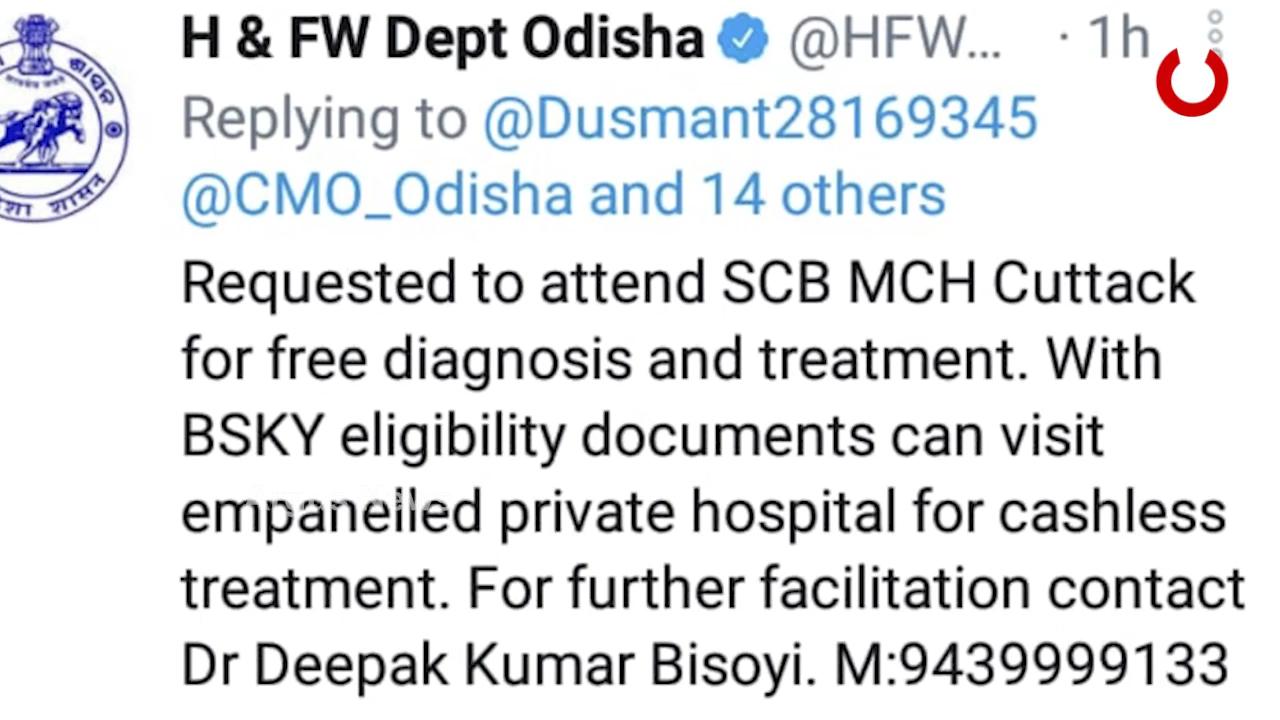 H & FW Dept Odisha @HFW... · 1h
Replying to @Dusmant28169345
@CMO_Odisha and 14 others
Requested to attend SCB MCH Cuttack
for free diagnosis and treatment. With
BSKY eligibility documents can visit
empanelled private hospital for cashless
treatment. For further facilitation contact
Dr Deepak Kumar Bisoyi. M:9439999133